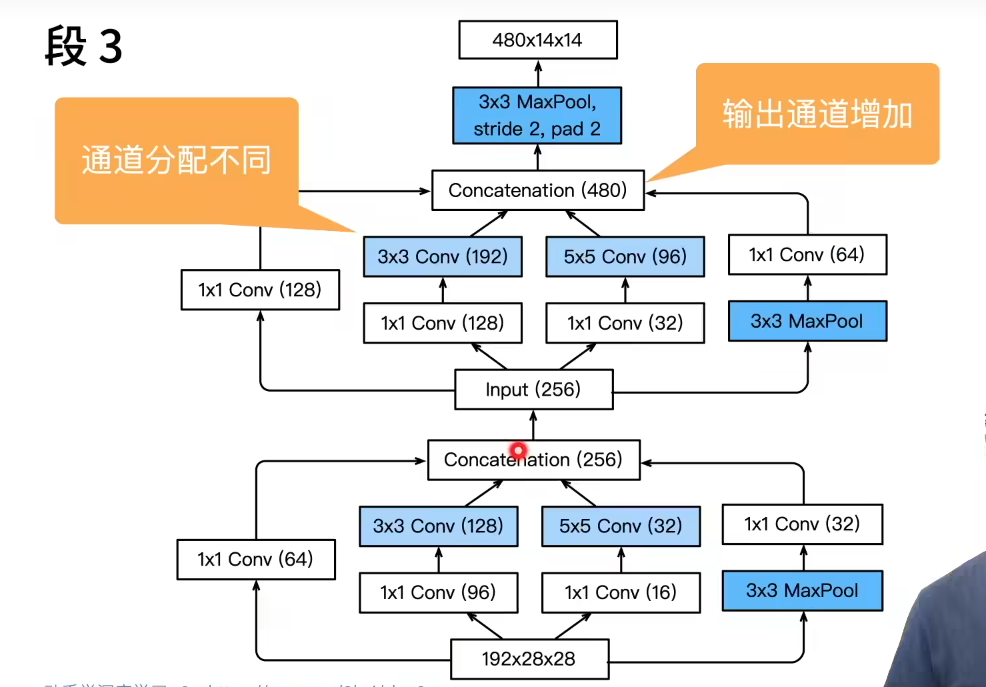 段 3
480x14x14
3x3 MaxPool,
stride 2, pad 2
输出通道增加
通道分配不同
Concatenation (480)
3x3 Conv (192)
5x5 Conv (96)
1x1 Conv (64)
1x1 Conv (128)
1x1 Conv (128)
1x1 Conv (32)
3x3 MaxPool
Input (256)
Concatenation (256)
3x3 Conv (128)
5x5 Conv (32)
1x1 Conv (32)
1x1 Conv (64)
1x1 Conv (96)
1x1 Conv (16)
3x3 MaxPool
192x28x28